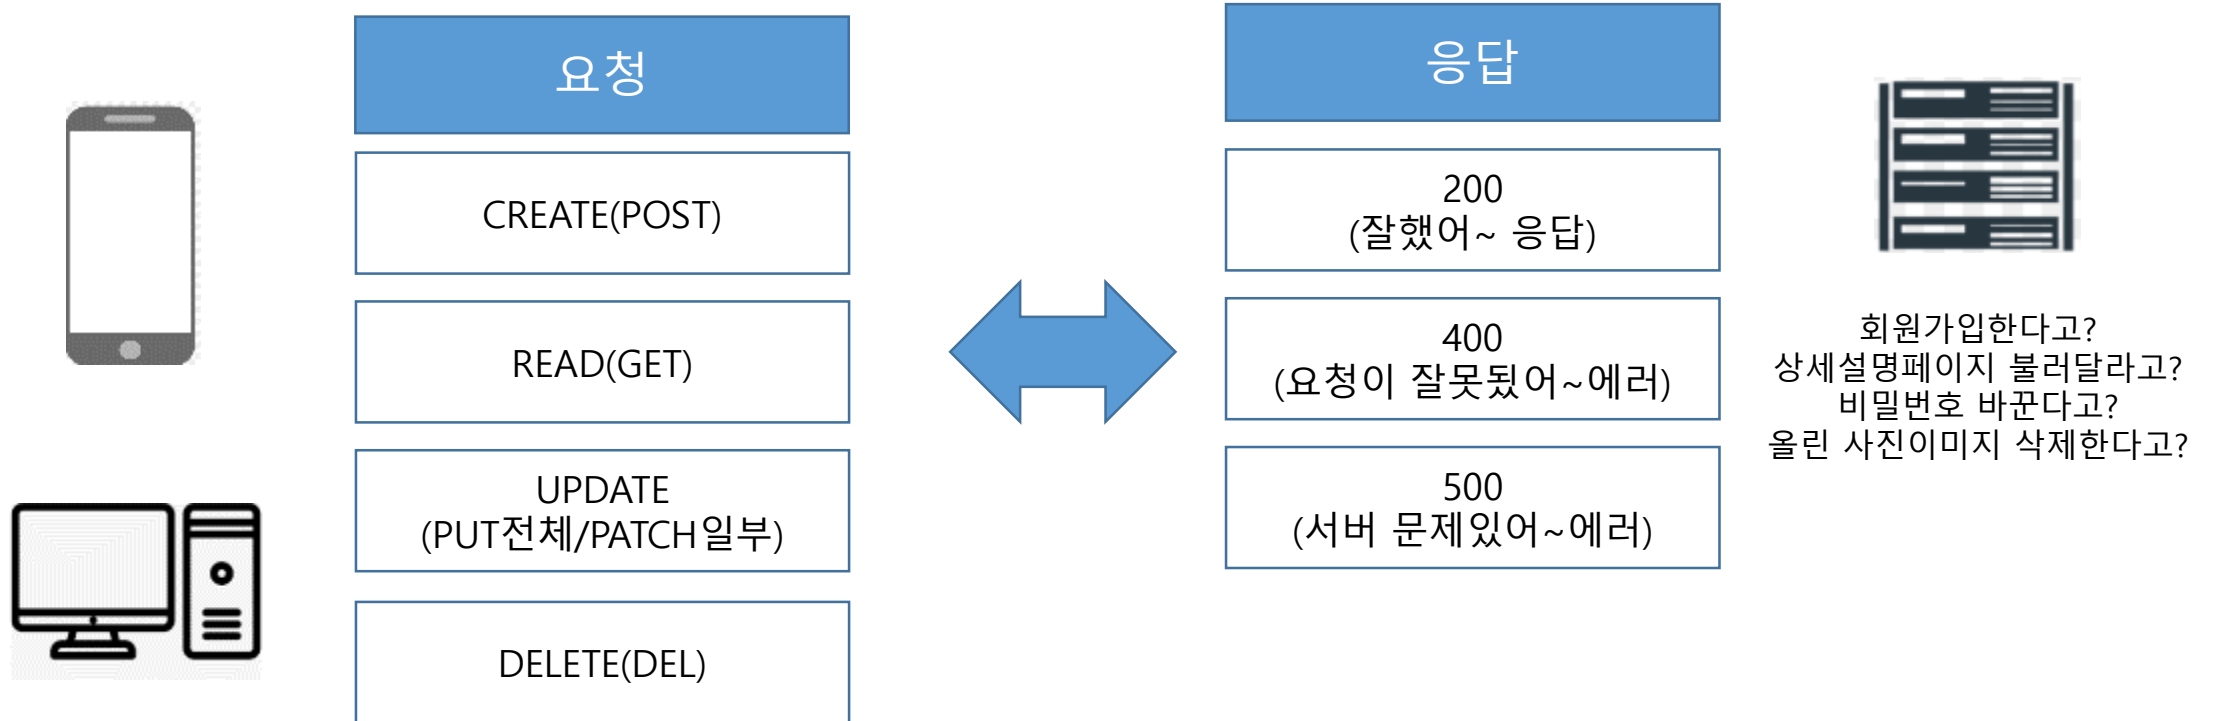 요청
CREATE(POST)
READ(GET)
UPDATE
(PUT전체/PATCH일부)
DELETE(DEL)
응답
200
(잘했어~ 응답)
400
(요청이 잘못됐어~에러)
500
(서버 문제있어~에러)
회원가입한다고?
상세설명페이지 불러달라고?
비밀번호 바꾼다고?
올린 사진이미지 삭제한다고?